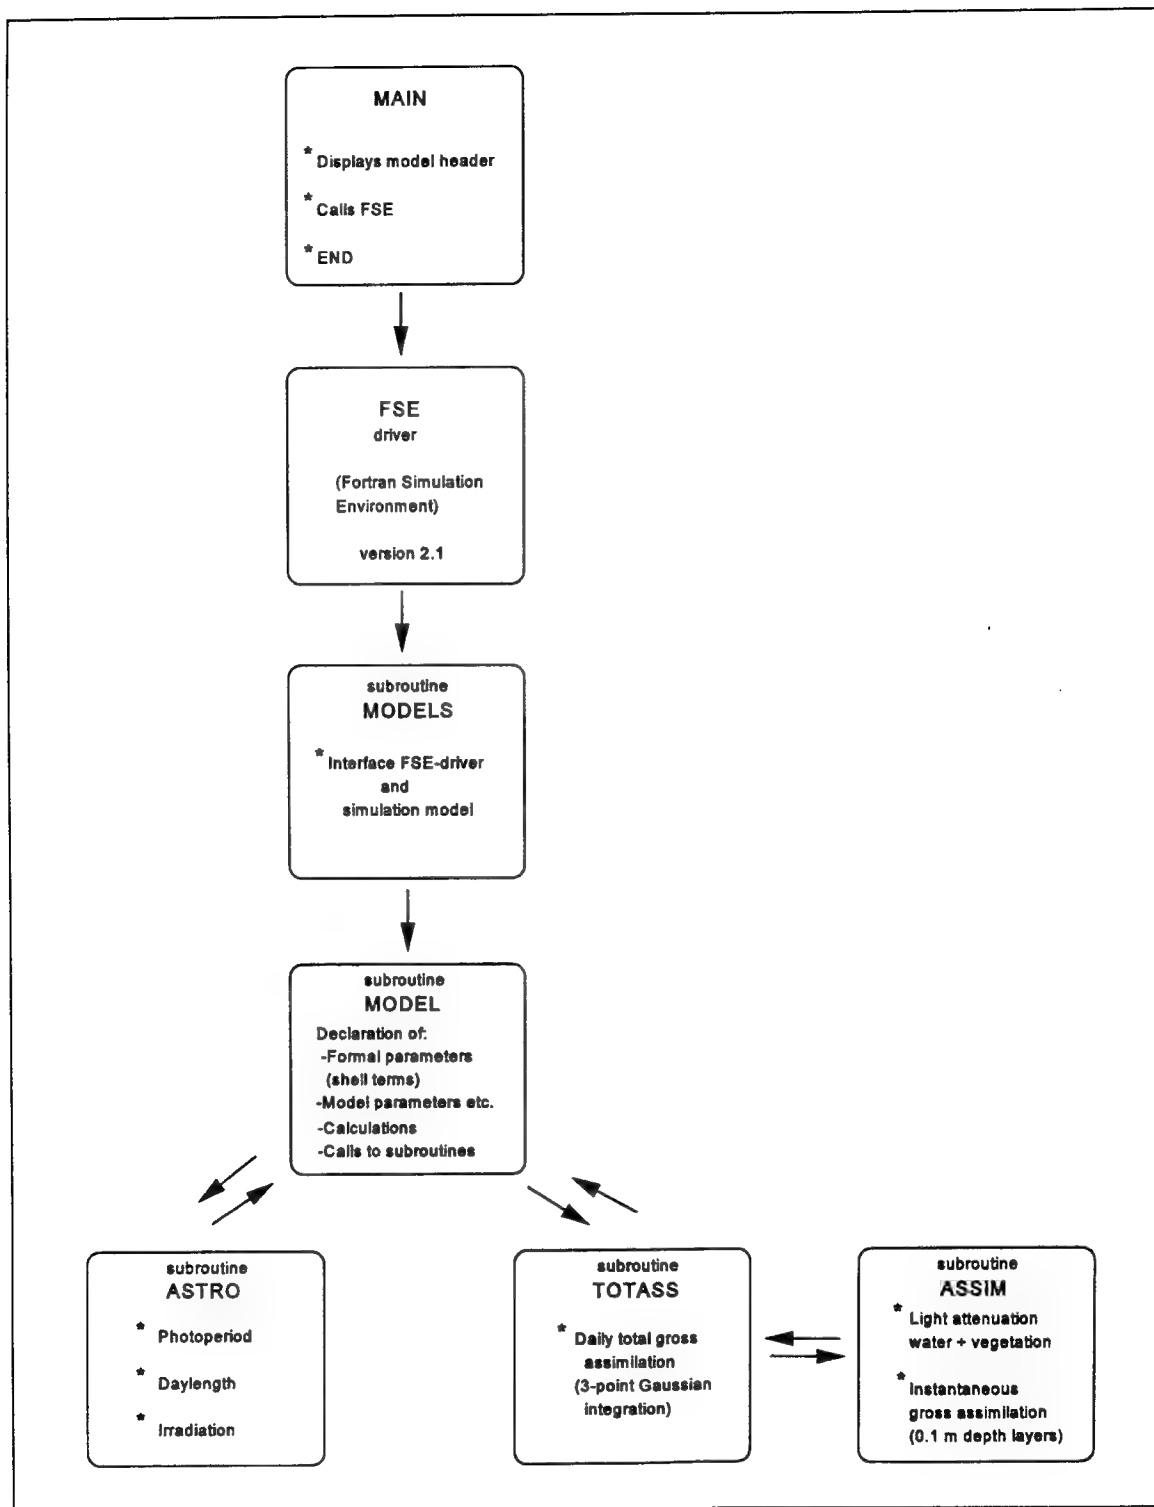 MAIN
* Displays model header
* Calls FSE
* END
FSE
driver
(Fortran Simulation
Environment)
version 2.1
subroutine
MODELS
* Interface FSE-driver
and
simulation model
subroutine
MODEL
Declaration of:
-Formal parameters
(shell terms)
-Model parameters etc.
-Calculations
-Calls to subroutines
subroutine
ASTRO
* Photoperiod
* Daylength
* Irradiation
subroutine
TOTASS
* Daily total gross
assimilation
(3-point Gaussian
integration)
subroutine
ASSIM
* Light attenuation
water + vegetation
* Instantaneous
gross assimilation
(0.1 m depth layers)